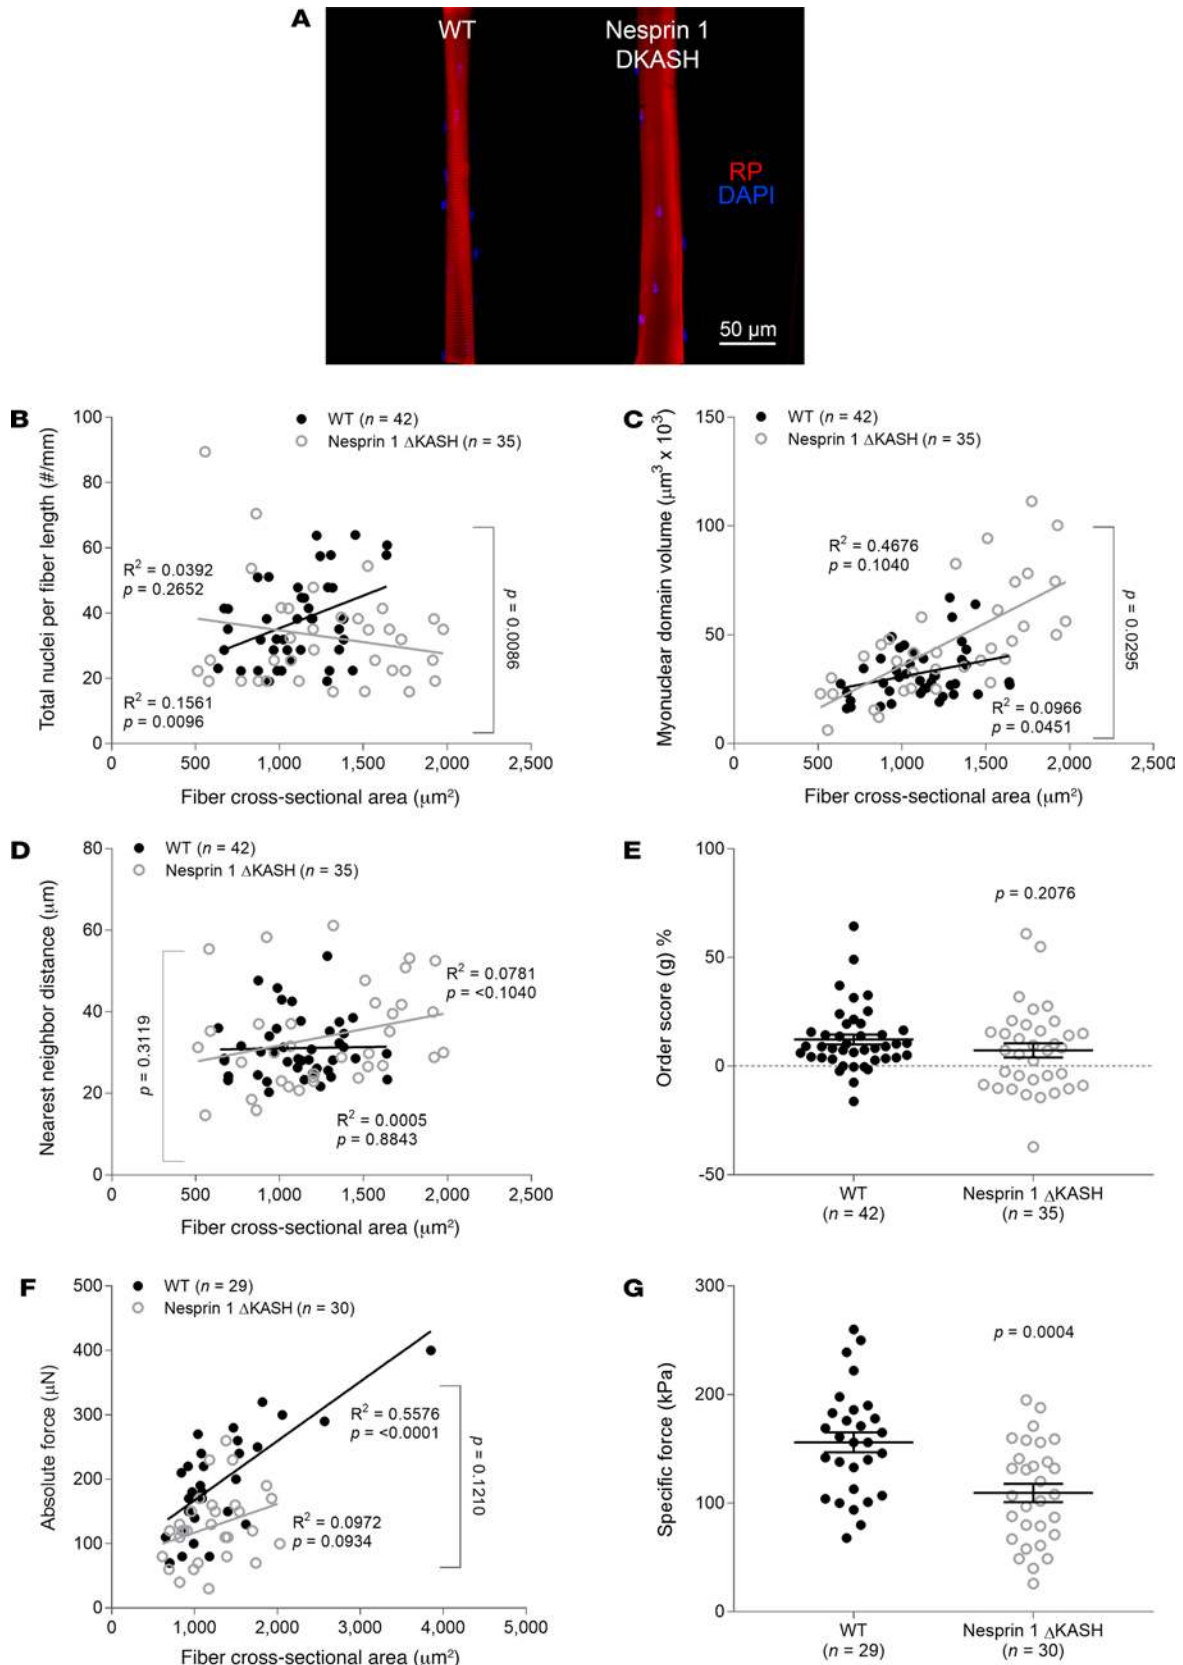 A
WT
Nesprin 1
DKASH
RP
DAPI
50 µm
B
Total nuclei per fiber length (#/mm)
100
80
60
40
20
0
WT (n = 42)
Nesprin 1 ΔKASH (n = 35)
R² = 0.0392
p = 0.2652
R² = 0.1561
p = 0.0096
p = 0.0086
0
500
1,000
1,500
2,000
2,500
Fiber cross-sectional area (µm²)
C
Myonuclear domain volume (µm³ x 10³)
150
100
50
0
WT (n = 42)
Nesprin 1 ΔKASH (n = 35)
R² = 0.4676
p = 0.1040
R² = 0.0966
p = 0.0451
p = 0.0295
0
500
1,000
1,500
2,000
2,500
Fiber cross-sectional area (µm²)
D
Nearest neighbor distance (µm)
80
60
40
20
0
WT (n = 42)
Nesprin 1 ΔKASH (n = 35)
p = 0.3119
R² = 0.0781
p = <0.1040
R² = 0.0005
p = 0.8843
0
500
1,000
1,500
2,000
2,500
Fiber cross-sectional area (µm²)
E
Order score (g) %
100
50
0
-50
p = 0.2076
WT
(n = 42)
Nesprin 1 ΔKASH
(n = 35)
F
Absolute force (µN)
500
400
300
200
100
0
WT (n = 29)
Nesprin 1 ΔKASH (n = 30)
R² = 0.5576
p = <0.0001
R² = 0.0972
p = 0.0934
p = 0.1210
0
1,000
2,000
3,000
4,000
5,000
Fiber cross-sectional area (µm²)
G
Specific force (kPa)
300
200
100
0
p = 0.0004
WT
(n = 29)
Nesprin 1 ΔKASH
(n = 30)